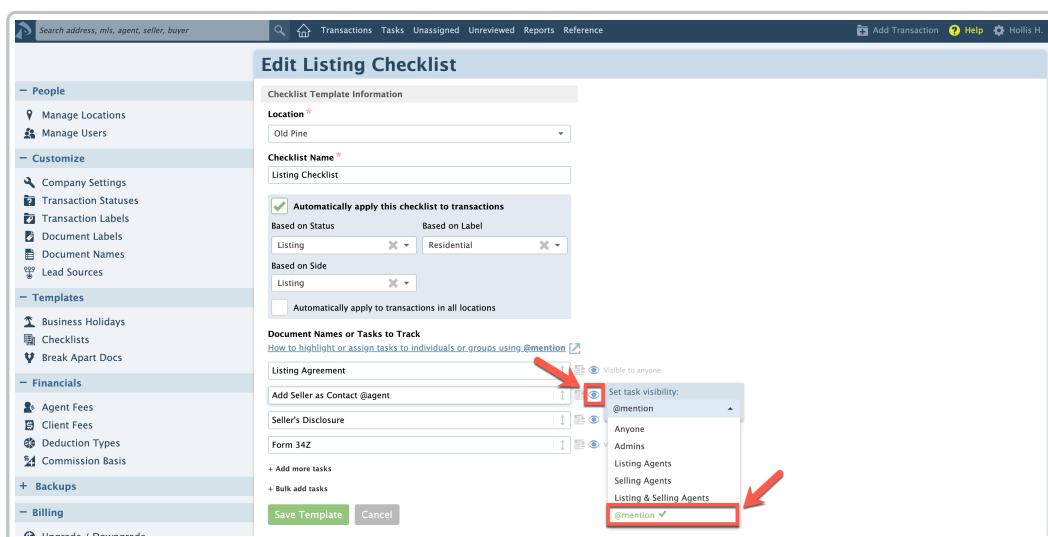 Search address, mls, agent, seller, buyer
Transactions Tasks Unassigned Unreviewed Reports Reference
Add Transaction ? Help Hollis H.
Edit Listing Checklist
− People
Manage Locations
Manage Users
− Customize
Company Settings
Transaction Statuses
Transaction Labels
Document Labels
Document Names
Lead Sources
− Templates
Business Holidays
Checklists
Break Apart Docs
− Financials
Agent Fees
Client Fees
Deduction Types
Commission Basis
+ Backups
− Billing
Upgrade / Downgrade
Checklist Template Information
Location *
Old Pine
Checklist Name *
Listing Checklist
Automatically apply this checklist to transactions
Based on Status Based on Label
Listing Residential
Based on Side
Listing
Automatically apply to transactions in all locations
Document Names or Tasks to Track
How to highlight or assign tasks to individuals or groups using @mention
Listing Agreement Visible to anyone
Add Seller as Contact @agent
Seller's Disclosure
Form 34Z
+ Add more tasks
+ Bulk add tasks
Save Template Cancel
Set task visibility:
@mention
Anyone
Admins
Listing Agents
Selling Agents
Listing & Selling Agents
@mention ✔